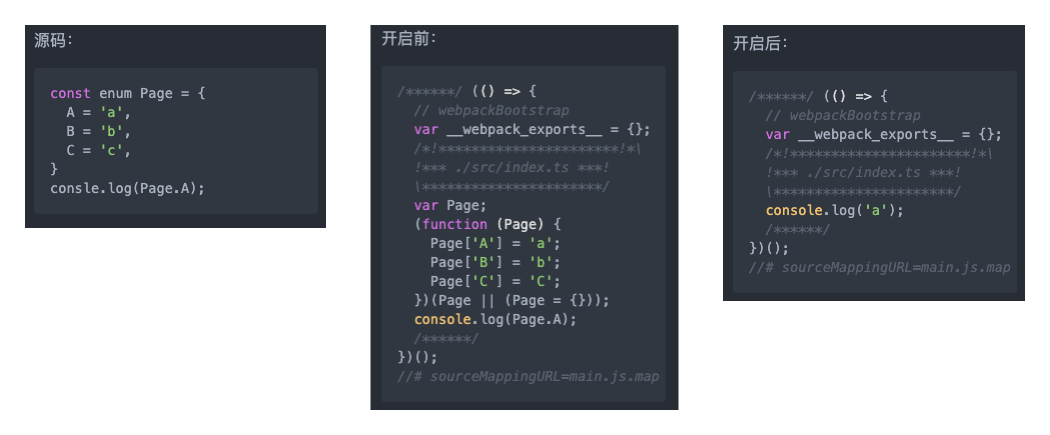 源码：
const enum Page = {
  A = 'a',
  B = 'b',
  C = 'c',
}
consle.log(Page.A);
开启前：
/******/ (() => {
  // webpackBootstrap
  var __webpack_exports__ = {};
  /*!**********************!*\
  !*** ./src/index.ts ***!
  \**********************/
  var Page;
  (function (Page) {
    Page['A'] = 'a';
    Page['B'] = 'b';
    Page['C'] = 'C';
  })(Page || (Page = {}));
  console.log(Page.A);
  /******/
})();
//# sourceMappingURL=main.js.map
开启后：
/******/ (() => {
  // webpackBootstrap
  var __webpack_exports__ = {};
  /*!**********************!*\
  !*** ./src/index.ts ***!
  \**********************/
  console.log('a');
  /******/
})();
//# sourceMappingURL=main.js.map